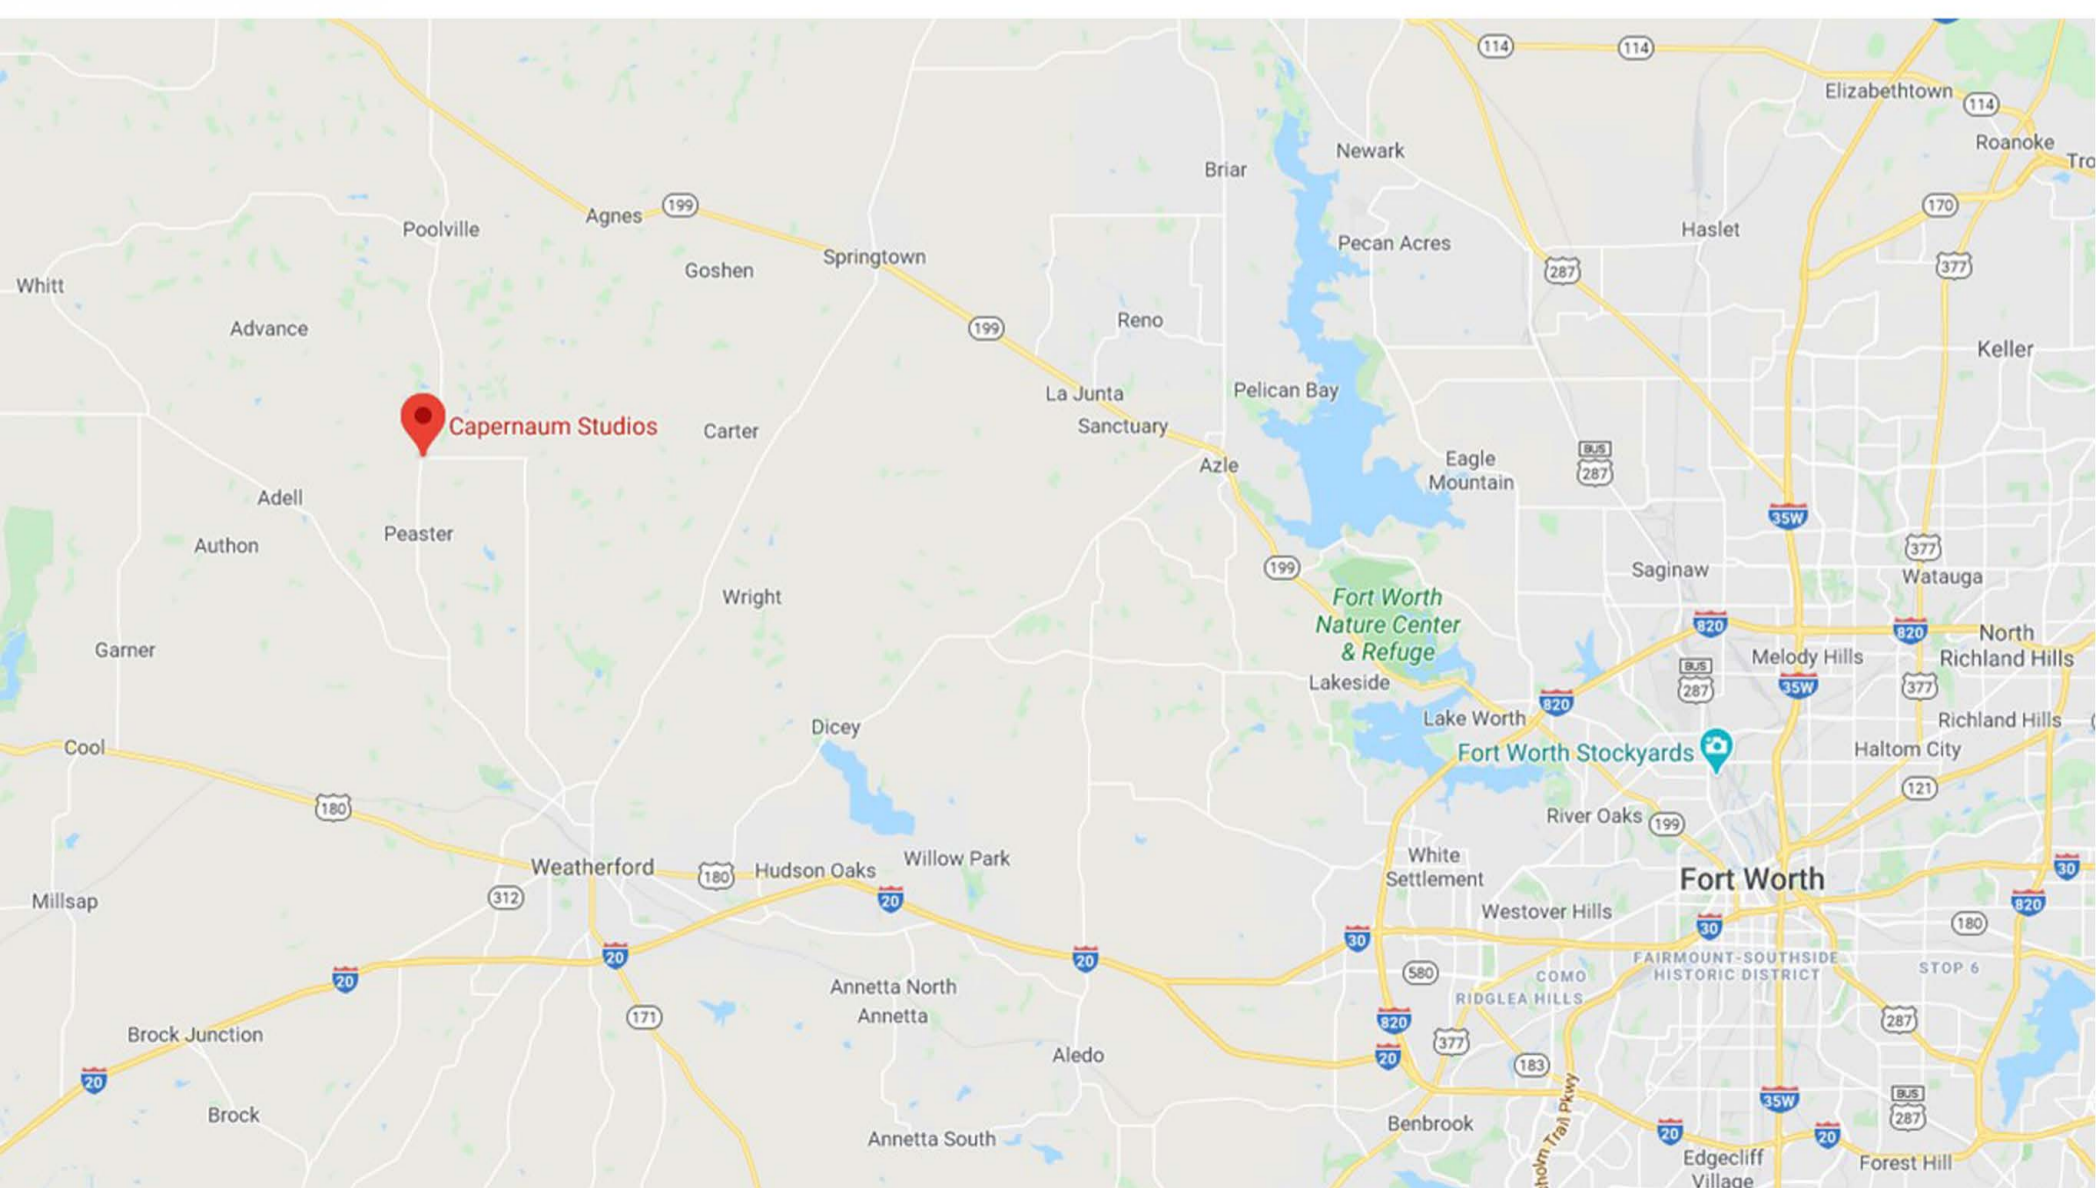 114
114
Elizabethtown
114
Roanoke
Newark
Briar
170
Agnes
199
Poolville
Haslet
Pecan Acres
Springtown
Goshen
287
377
Whitt
Reno
Advance
199
Keller
La Junta
Pelican Bay
Capernaum Studios
Carter
Sanctuary
Azle
Eagle
Mountain
BUS
287
35W
Adell
Peaster
Authon
377
199
Saginaw
Watauga
Wright
Fort Worth
Nature Center
& Refuge
820
820
North
Richland Hills
Garner
Melody Hills
BUS
287
35W
377
Lakeside
820
Lake Worth
Richland Hills
Dicey
Cool
Fort Worth Stockyards
Haltom City
121
180
River Oaks
199
Weatherford
180
Hudson Oaks
Willow Park
White
Settlement
Fort Worth
30
312
20
Millsap
Westover Hills
820
30
180
30
20
20
20
FAIRMOUNT-SOUTHSIDE
HISTORIC DISTRICT
STOP 6
580
COMO
RIDGLEA HILLS
Annetta North
Annetta
171
820
287
Brock Junction
377
20
Aledo
183
20
35W
BUS
287
Brock
Benbrook
Trail Pkwy
Annetta South
20
20
Edgecliff
Village
Forest Hill